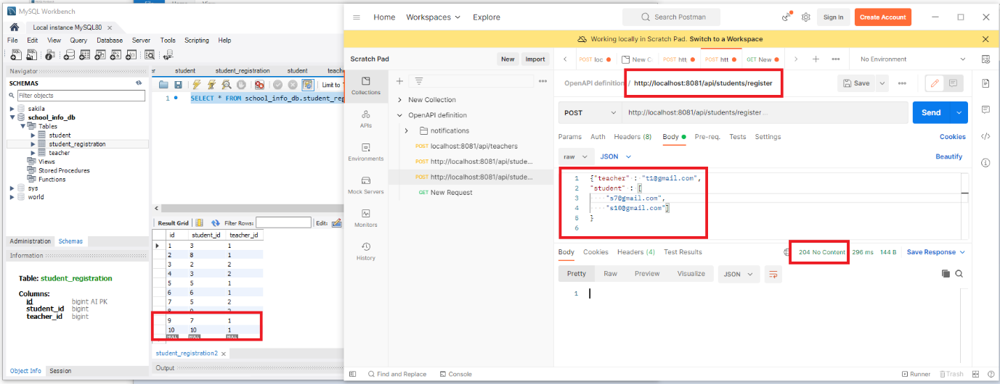 MySQL Workbench
Local instance MySQL80 ×
File Edit View Query Database Server Tools Scripting Help
Navigator
SCHEMAS
Filter objects
sakila
school_info_db
Tables
student
student_registration
teacher
Views
Stored Procedures
Functions
sys
world
Administration Schemas
Information
Table: student_registration
Columns:
id bigint AI PK
student_id bigint
teacher_id bigint
Object Info Session
student student_registration student teache
Limit to
1 SELECT * FROM school_info_db.student_reg
Result Grid Filter Rows: Edit:
id student_id teacher_id
1 3 1
2 8 1
3 2 2
4 3 2
5 5 1
6 6 1
7 5 2
9 7 1
10 10 1
NULL NULL NULL
student_registration2 ×
Output
Home Workspaces Explore
Search Postman
Sign In Create Account
Working locally in Scratch Pad. Switch to a Workspace
Scratch Pad New Import
Collections
APIs
Environments
Mock Servers
Monitors
History
New Collection
OpenAPI definition
notifications
POST localhost:8081/api/teachers
POST http://localhost:8081/api/stude...
POST http://localhost:8081/api/stude...
GET New Request
POST loc New C POST htt POST htt GET New No Environment
OpenAPI definition / http://localhost:8081/api/students/register
Save
POST http://localhost:8081/api/students/register ...
Send
Params Auth Headers (8) Body Pre-req. Tests Settings Cookies
raw JSON Beautify
1 {"teacher" : "t1@gmail.com",
2 "student" : [
3 "s7@gmail.com",
4 "s10@gmail.com"]
5 }
6
Body Cookies Headers (4) Test Results 204 No Content 296 ms 144 B Save Response
Pretty Raw Preview Visualize JSON
1
Find and Replace Console Runner Trash